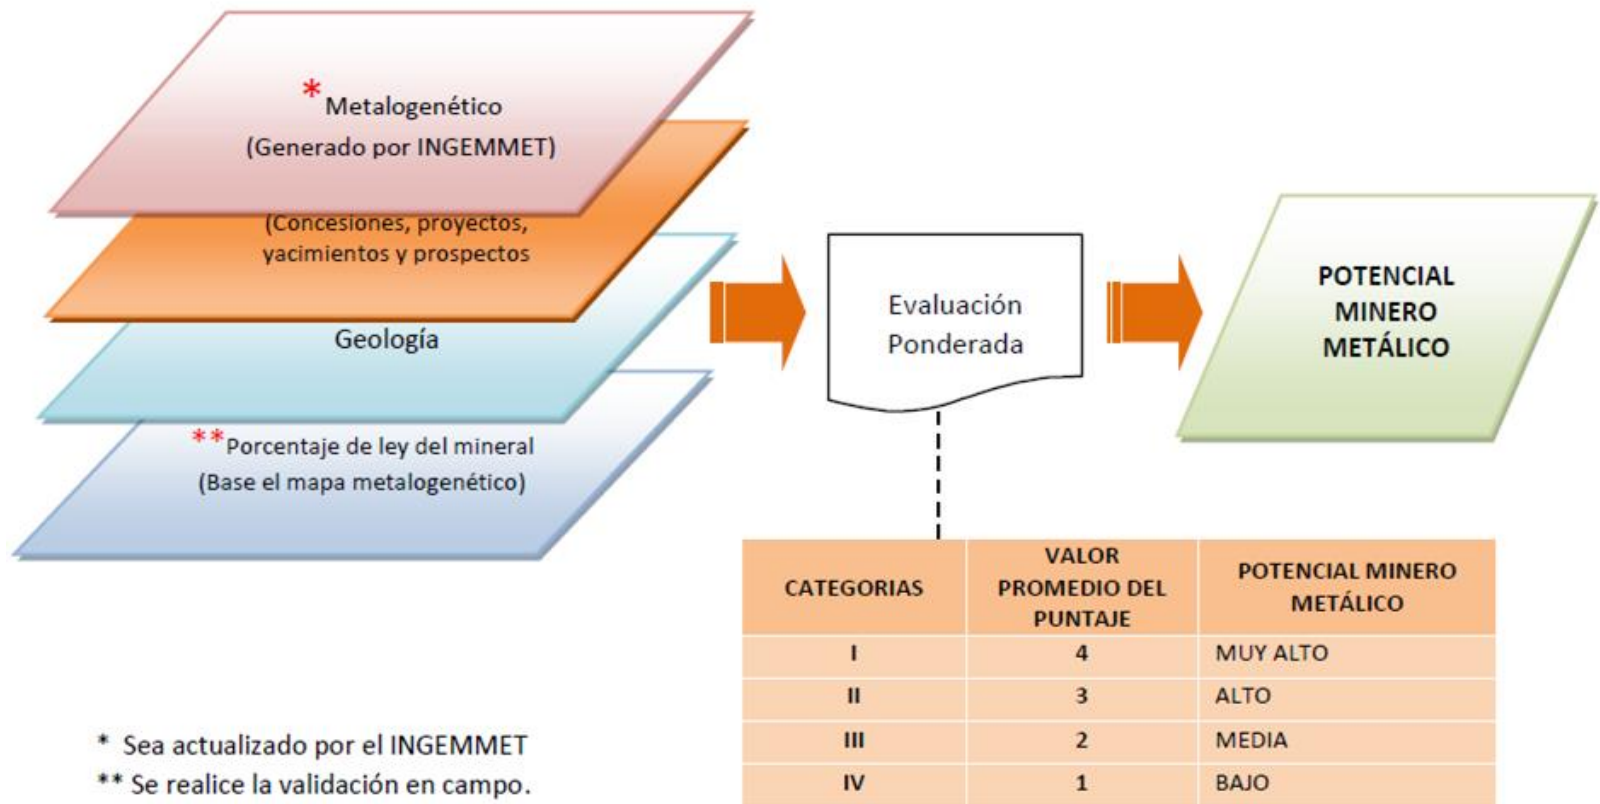 *Metalogenético
(Generado por INGEMMET)
(Concesiones, proyectos,
yacimientos y prospectos
Geología
**Porcentaje de ley del mineral
(Base el mapa metalogenético)
Evaluación
Ponderada
POTENCIAL
MINERO
METÁLICO
CATEGORIAS
VALOR
PROMEDIO DEL
PUNTAJE
POTENCIAL MINERO
METÁLICO
I 4 MUY ALTO
II 3 ALTO
III 2 MEDIA
IV 1 BAJO
* Sea actualizado por el INGEMMET
** Se realice la validación en campo.